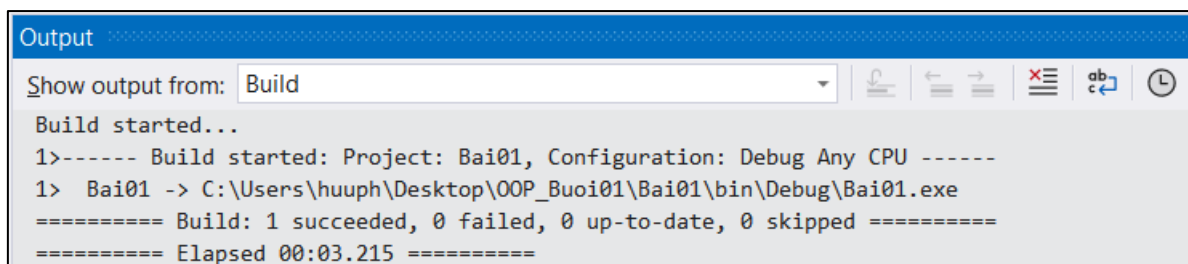 Output
Show output from: Build
Build started...
1>------ Build started: Project: Bai01, Configuration: Debug Any CPU ------
1>  Bai01 -> C:\Users\huuph\Desktop\OOP_Buoi01\Bai01\bin\Debug\Bai01.exe
========== Build: 1 succeeded, 0 failed, 0 up-to-date, 0 skipped ==========
========== Elapsed 00:03.215 ==========